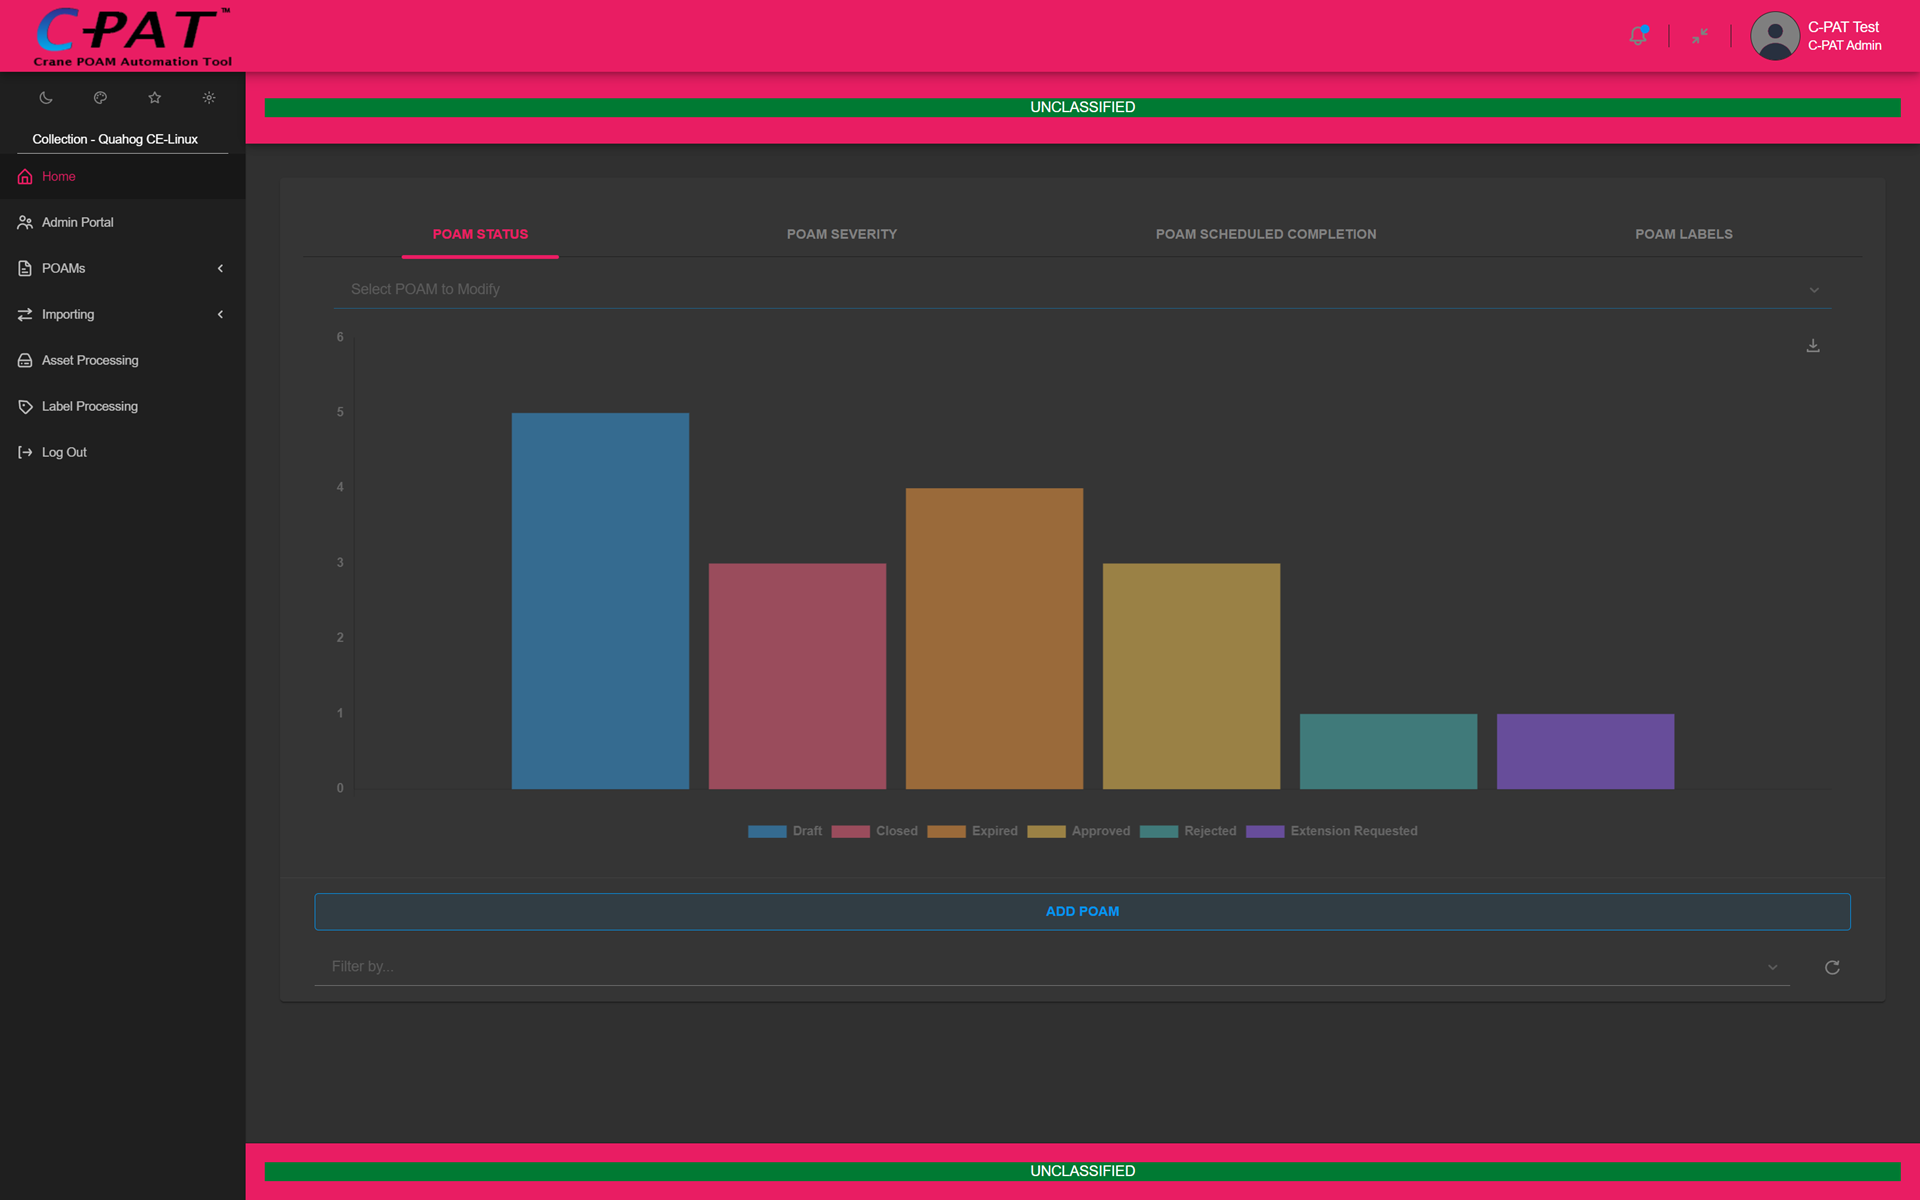 C-PAT™
Crane POAM Automation Tool
C-PAT Test
C-PAT Admin
UNCLASSIFIED
Collection - Quahog CE-Linux
Home
Admin Portal
POAMs
Importing
Asset Processing
Label Processing
Log Out
POAM STATUS POAM SEVERITY POAM SCHEDULED COMPLETION POAM LABELS
Select POAM to Modify
6
5
4
3
2
1
0
Draft Closed Expired Approved Rejected Extension Requested
ADD POAM
Filter by...
UNCLASSIFIED